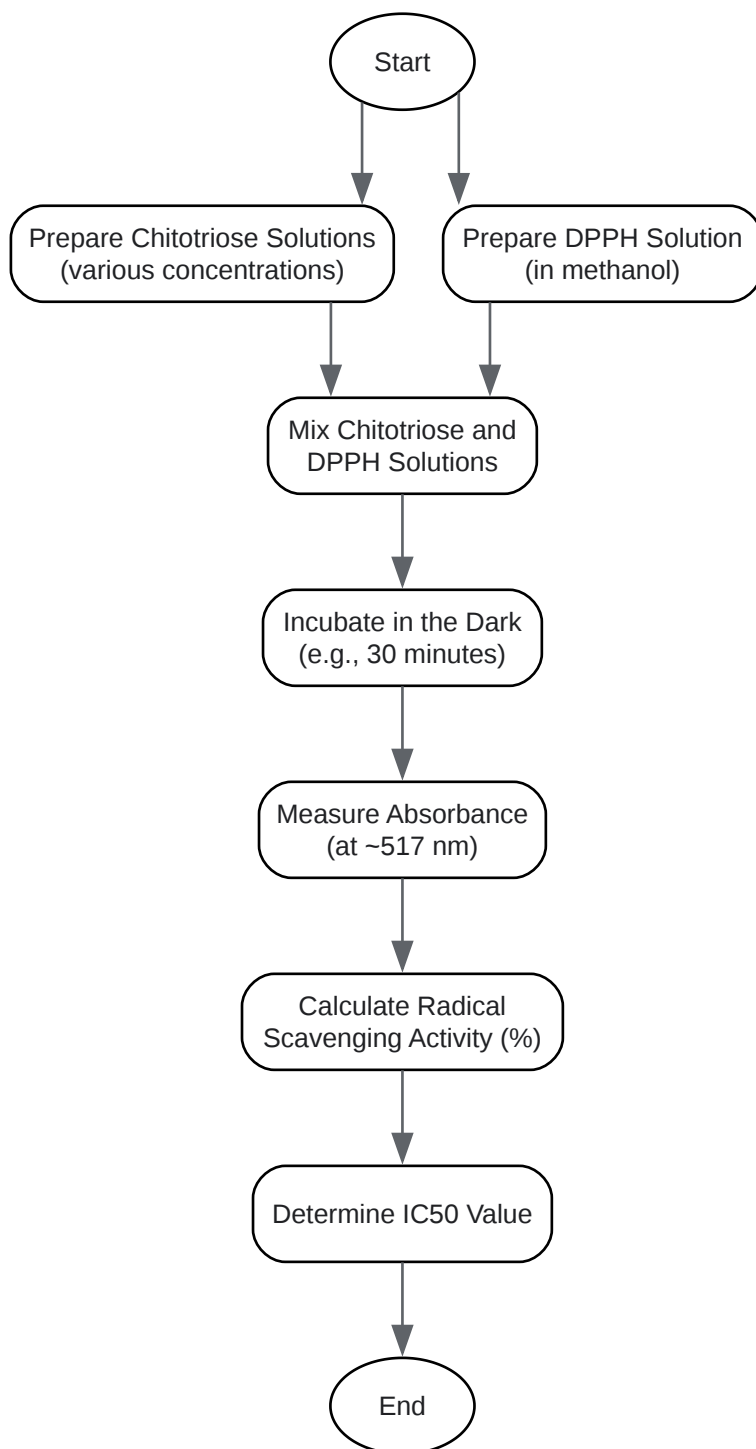 Start
Prepare Chitotriose Solutions
(various concentrations)
Prepare DPPH Solution
(in methanol)
Mix Chitotriose and
DPPH Solutions
Incubate in the Dark
(e.g., 30 minutes)
Measure Absorbance
(at ~517 nm)
Calculate Radical
Scavenging Activity (%)
Determine IC50 Value
End